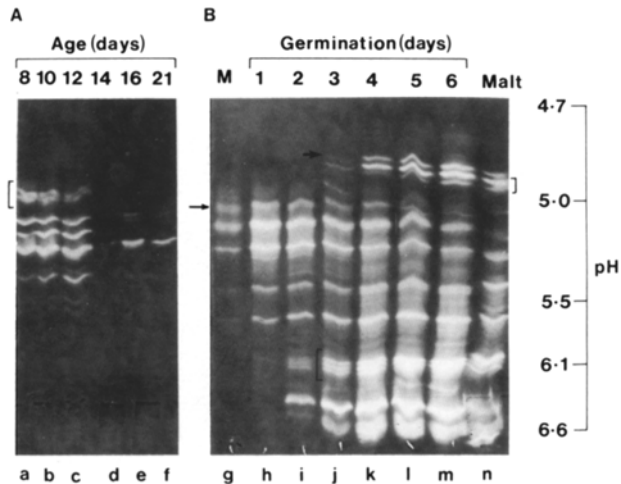 A
Age (days)
8 10 12 14 16 21
B
Germination (days)
M 1 2 3 4 5 6 Malt
4·7
5·0
pH
5·5
6·1
6·6
a b c d e f g h i j k l m n